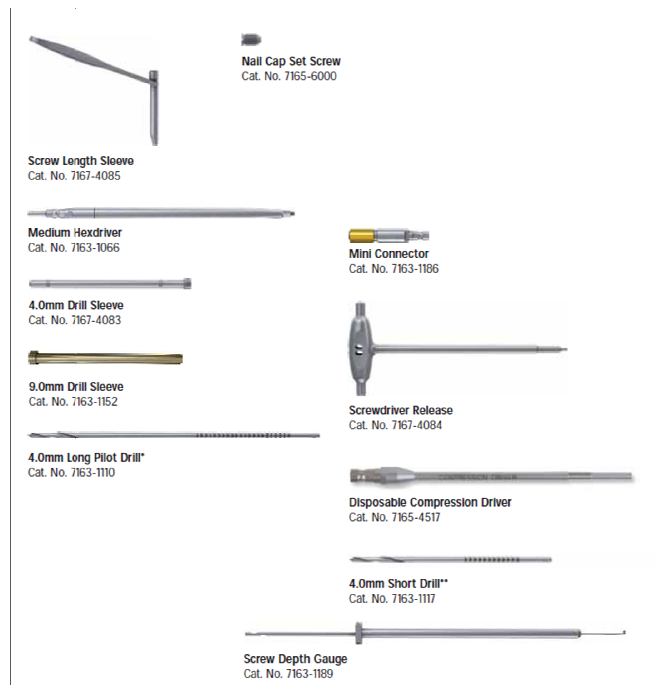 Nail Cap Set Screw
Cat. No. 7165-6000
Screw Length Sleeve
Cat. No. 7167-4085
Medium Hexdriver
Cat. No. 7163-1066
Mini Connector
Cat. No. 7163-1186
4.0mm Drill Sleeve
Cat. No. 7167-4083
9.0mm Drill Sleeve
Cat. No. 7163-1152
Screwdriver Release
Cat. No. 7167-4084
4.0mm Long Pilot Drill*
Cat. No. 7163-1110
COMPRESSION DRIVER
Disposable Compression Driver
Cat. No. 7165-4517
4.0mm Short Drill**
Cat. No. 7163-1117
Screw Depth Gauge
Cat. No. 7163-1189